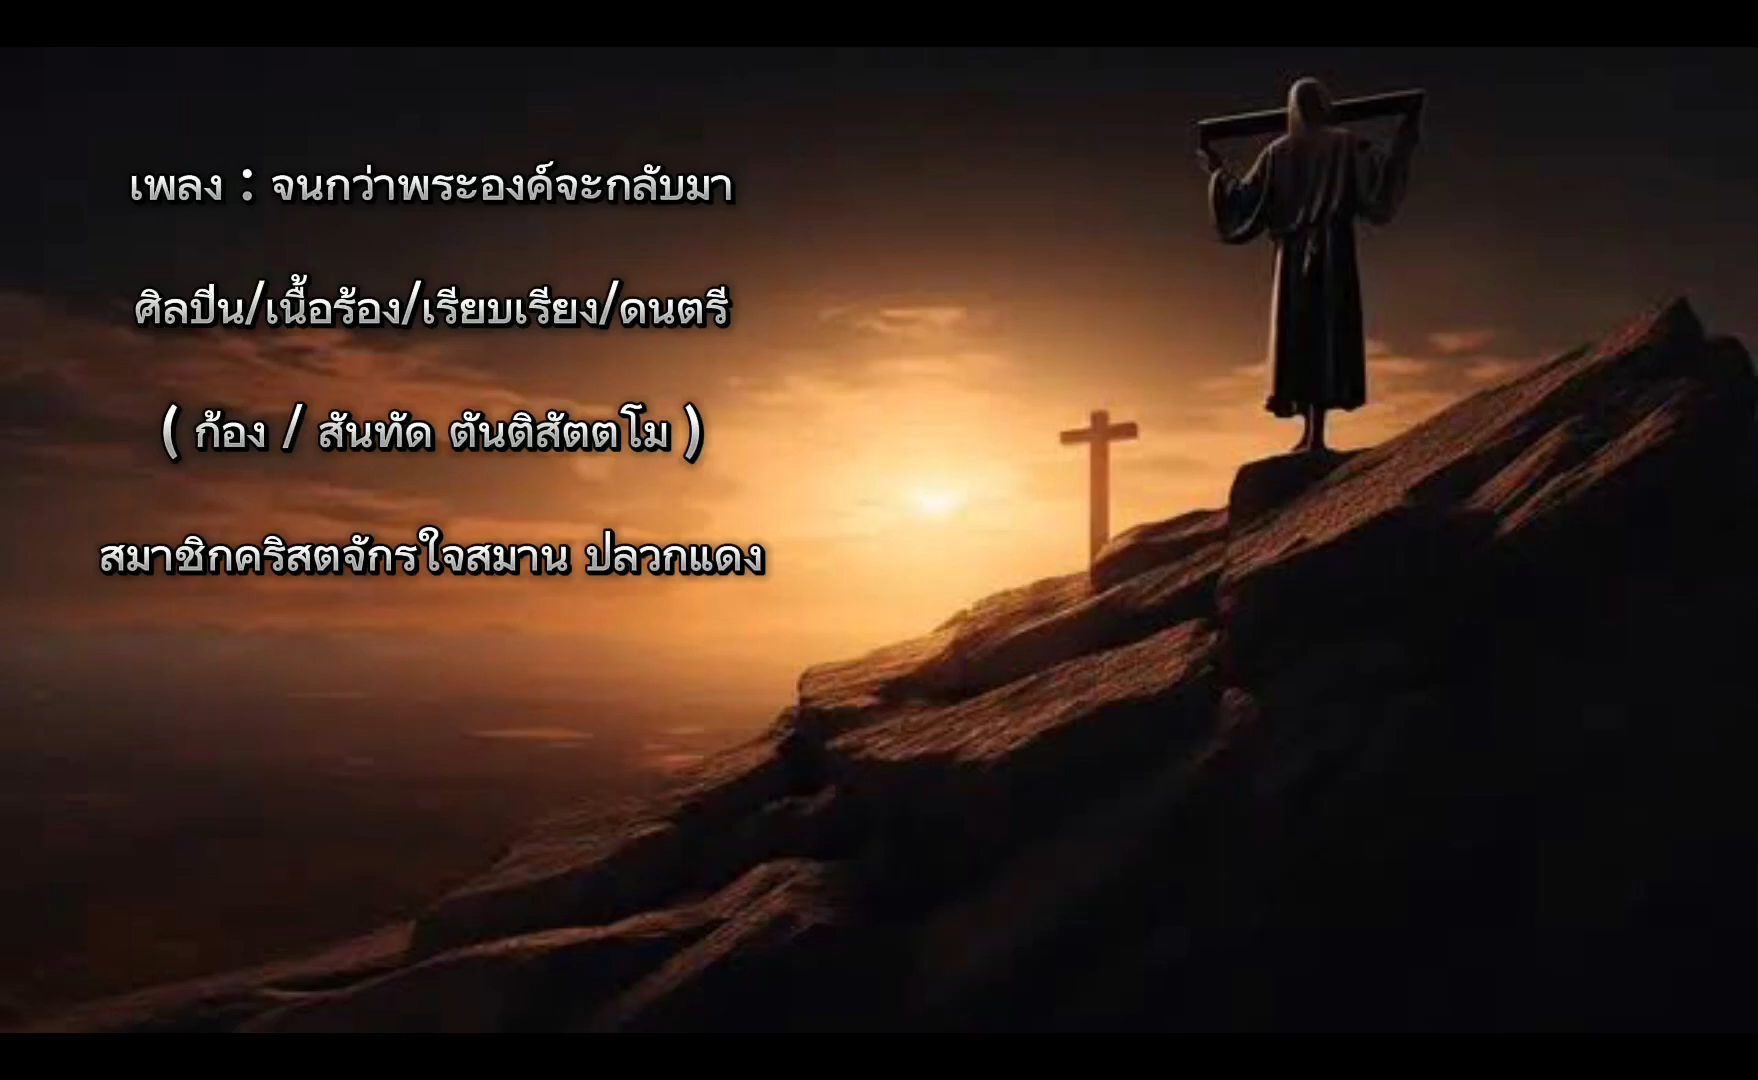 เพลง : จนกว่าพระองค์จะกลับมา
ศิลปิน/เนื้อร้อง/เรียบเรียง/ดนตรี
( ก้อง / สันทัด ตันติสัตตโม )
สมาชิกคริสตจักรใจสมาน ปลวกแดง